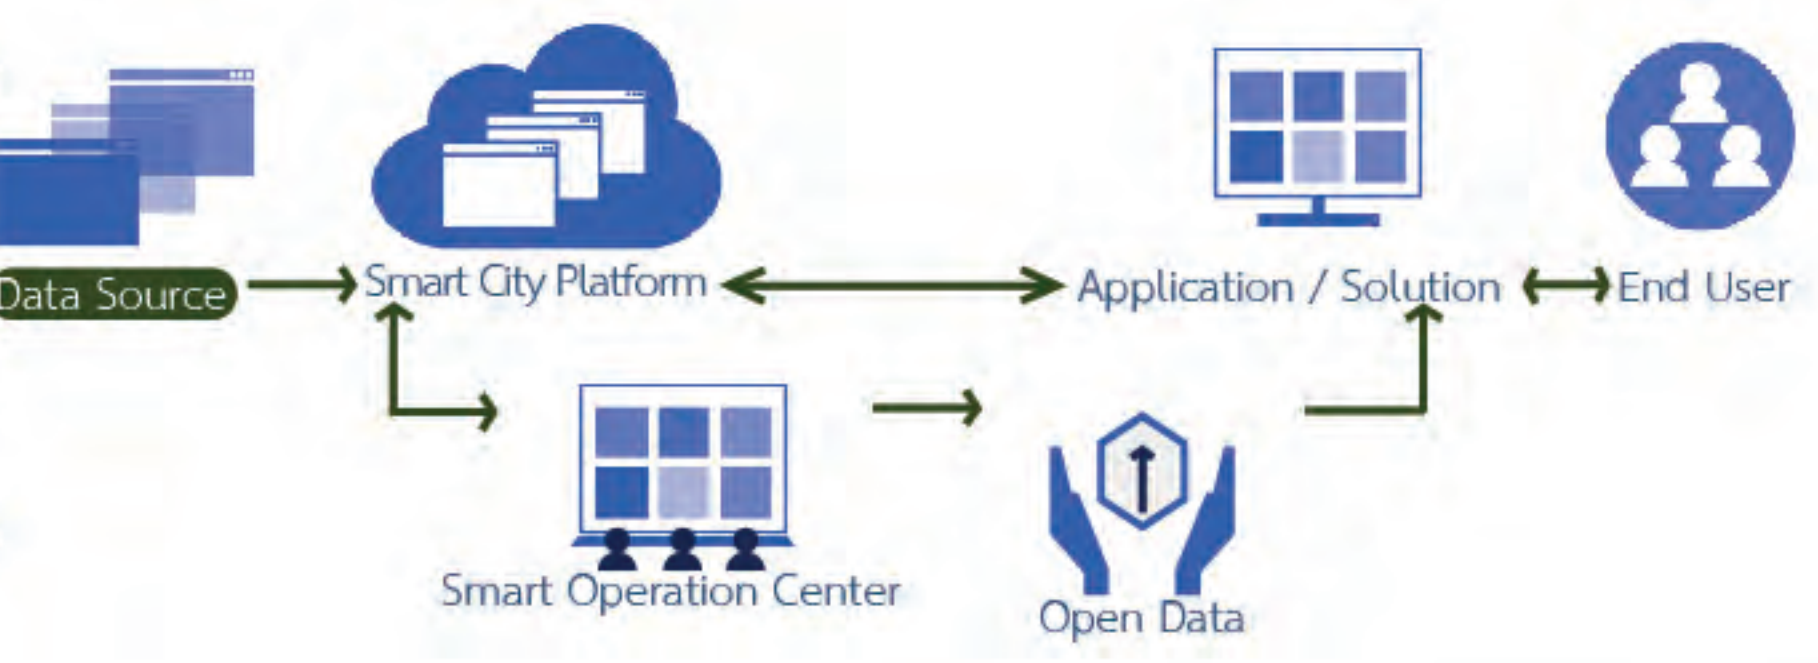 Data Source
Smart City Platform
Application / Solution
End User
Smart Operation Center
Open Data